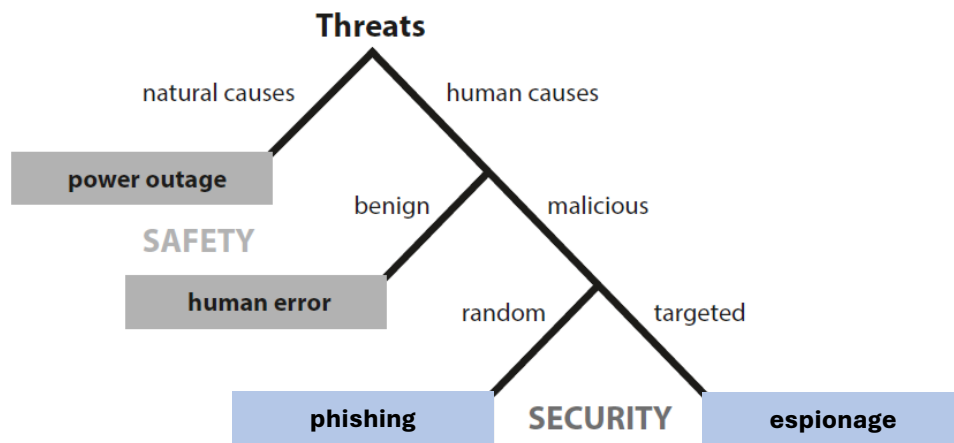 Threats
natural causes
human causes
power outage
benign
malicious
SAFETY
human error
random
targeted
phishing
SECURITY
espionage